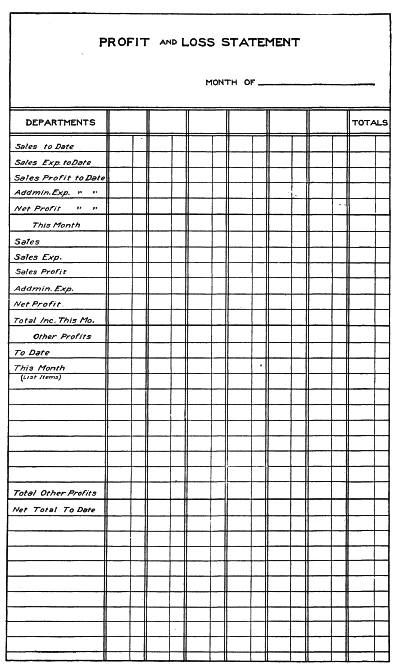 PROFIT AND LOSS STATEMENT
MONTH OF
DEPARTMENTS TOTALS
Sales to Date
Sales Exp. to Date
Sales Profit to Date
Addmin. Exp. " "
Net Profit " "
This Month
Sales
Sales Exp.
Sales Profit
Addmin. Exp.
Net Profit
Total Inc. This Mo.
Other Profits
To Date
This Month
(List Items)
Total Other Profits
Net Total To Date